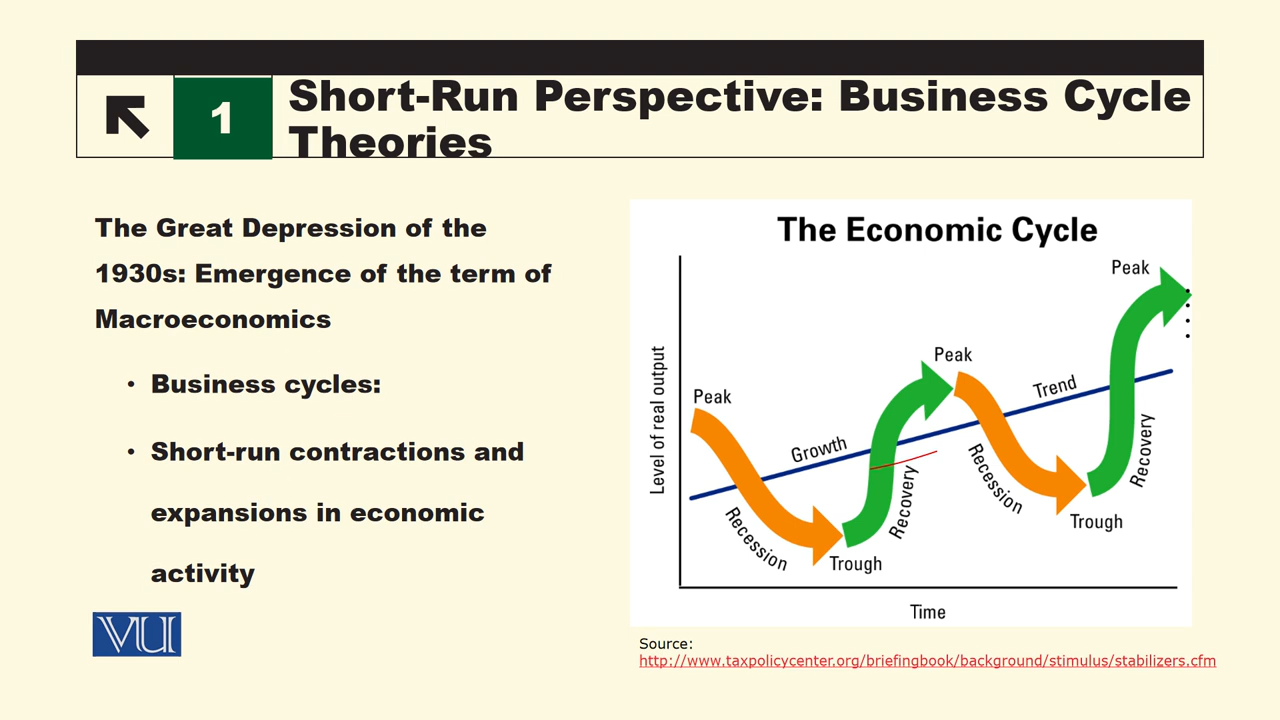 1
Short-Run Perspective: Business Cycle
Theories
The Great Depression of the
1930s: Emergence of the term of
Macroeconomics
• Business cycles:
• Short-run contractions and
expansions in economic
activity
VU
The Economic Cycle
Level of real output
Peak
Recession
Growth
Trough
Recovery
Peak
Recession
Trend
Trough
Recovery
Peak
Time
Source:
http://www.taxpolicycenter.org/briefingbook/background/stimulus/stabilizers.cfm